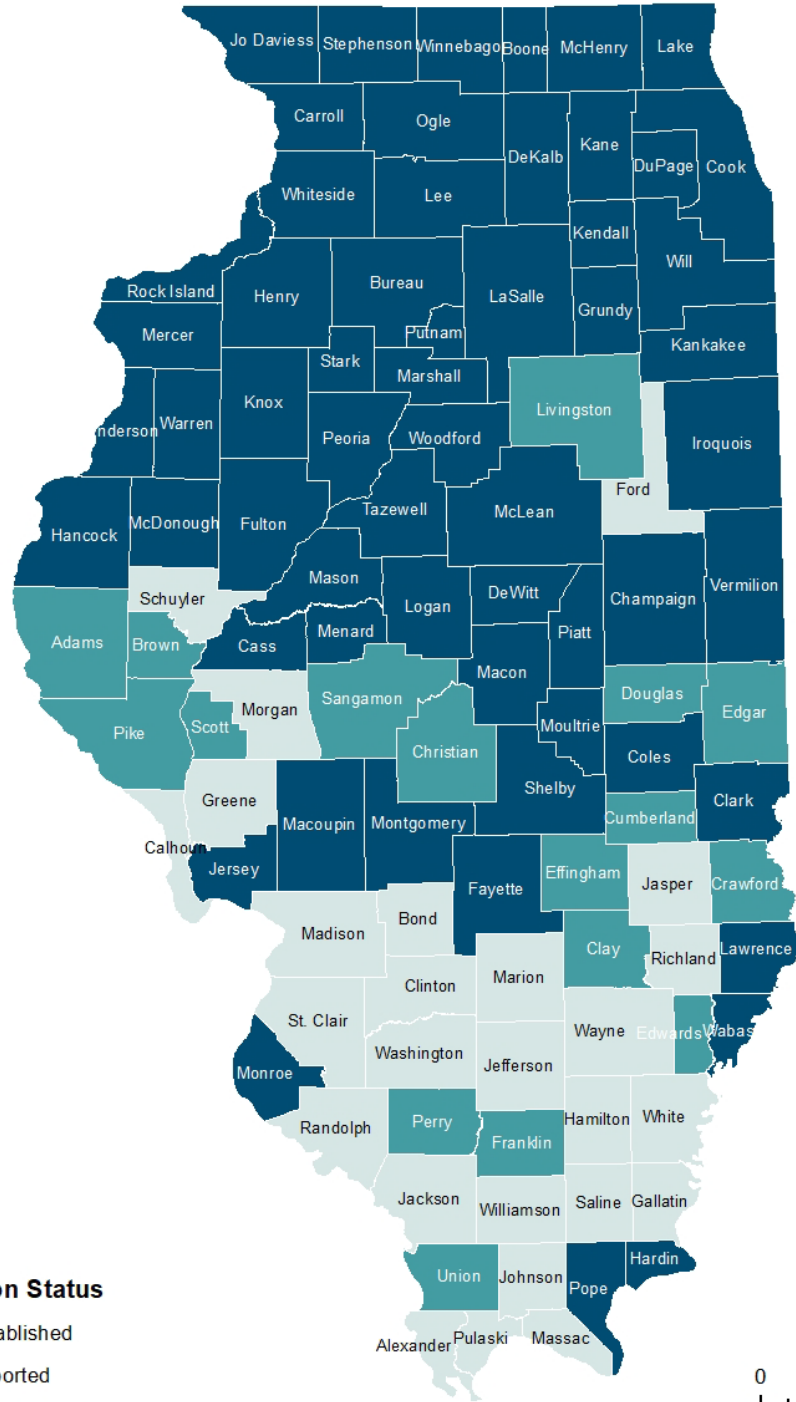 Jo Daviess Stephenson Winnebago Boone McHenry Lake
Carroll Ogle DeKalb Kane DuPage Cook
Whiteside Lee
Kendall Will
Rock Island Henry Bureau LaSalle Grundy
Mercer Putnam Kankakee
Stark Marshall
nderson Warren Knox Peoria Woodford Livingston Iroquois
Ford
Hancock McDonough Fulton Tazewell McLean
Schuyler Mason Logan DeWitt Champaign Vermilion
Adams Brown Cass Menard Piatt
Macon
Pike Scott Morgan Sangamon Christian Moultrie Douglas Edgar
Coles
Greene Shelby Clark
Calhoun Macoupin Montgomery Cumberland
Jersey Fayette Effingham Jasper Crawford
Madison Bond Clay Richland Lawrence
Clinton Marion
St. Clair Wayne Edwards Wabas
Monroe Washington Jefferson
Randolph Perry Franklin Hamilton White
Jackson Williamson Saline Gallatin
Union Johnson Pope Hardin
Alexander Pulaski Massac
on Status
ablished
orted
0